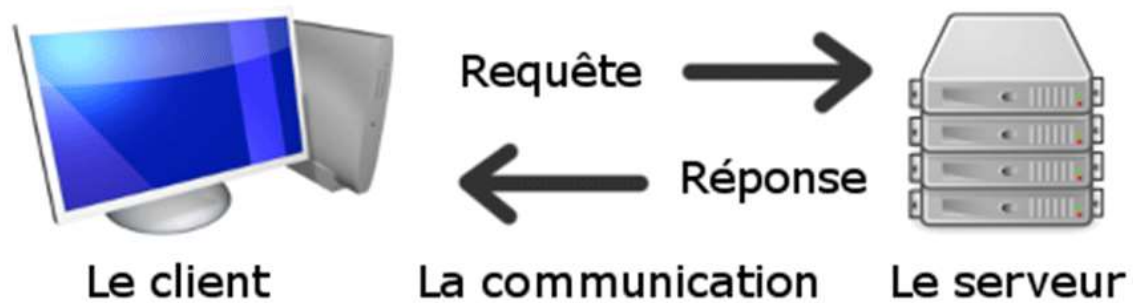 Requête
Réponse
Le client
La communication
Le serveur